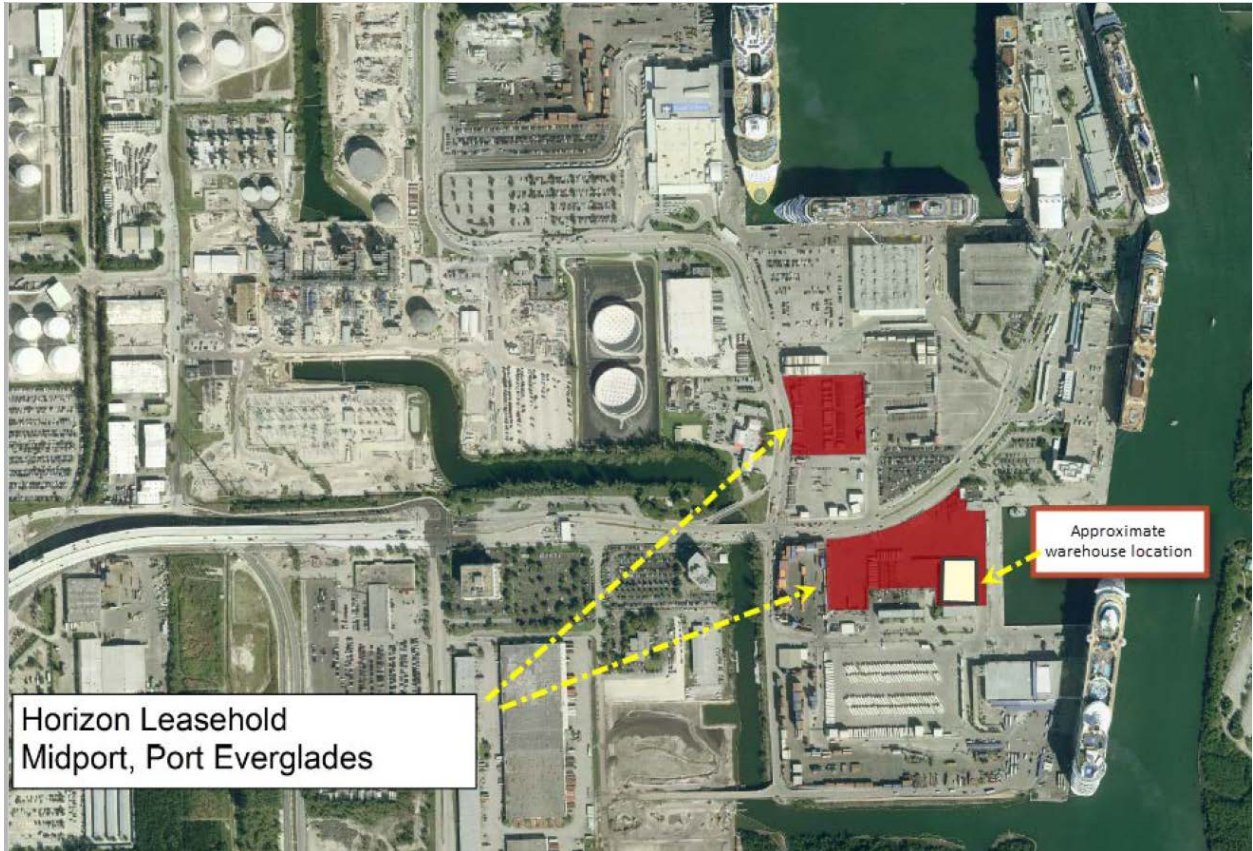 Approximate
warehouse location
Horizon Leasehold
Midport, Port Everglades